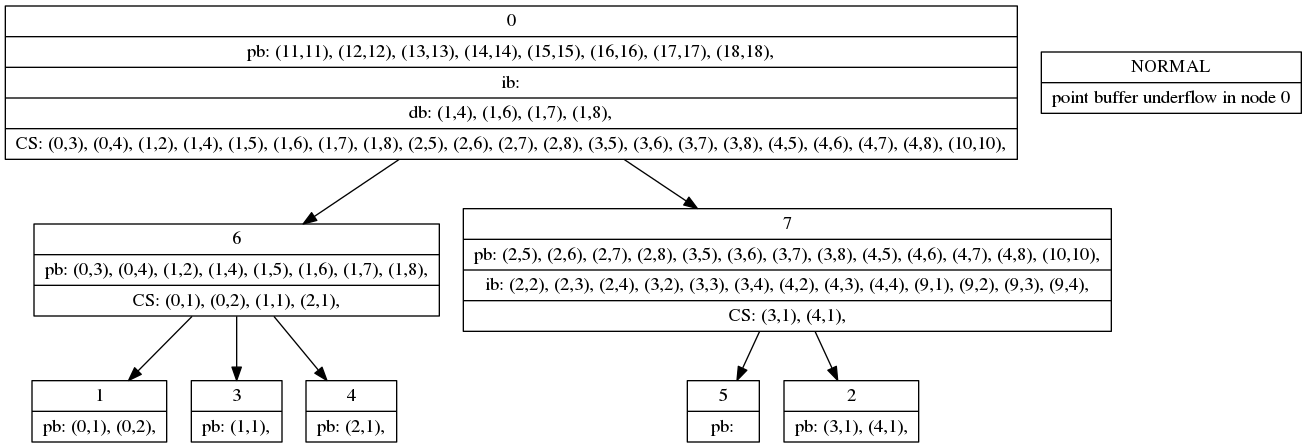 0
pb: (11,11), (12,12), (13,13), (14,14), (15,15), (16,16), (17,17), (18,18),
ib:
db: (1,4), (1,6), (1,7), (1,8),
CS: (0,3), (0,4), (1,2), (1,4), (1,5), (1,6), (1,7), (1,8), (2,5), (2,6), (2,7), (2,8), (3,5), (3,6), (3,7), (3,8), (4,5), (4,6), (4,7), (4,8), (10,10),
NORMAL
point buffer underflow in node 0
6
pb: (0,3), (0,4), (1,2), (1,4), (1,5), (1,6), (1,7), (1,8),
CS: (0,1), (0,2), (1,1), (2,1),
7
pb: (2,5), (2,6), (2,7), (2,8), (3,5), (3,6), (3,7), (3,8), (4,5), (4,6), (4,7), (4,8), (10,10),
ib: (2,2), (2,3), (2,4), (3,2), (3,3), (3,4), (4,2), (4,3), (4,4), (9,1), (9,2), (9,3), (9,4),
CS: (3,1), (4,1),
1
pb: (0,1), (0,2),
3
pb: (1,1),
4
pb: (2,1),
5
pb:
2
pb: (3,1), (4,1),